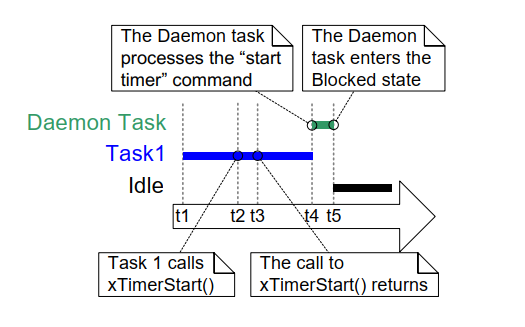 The Daemon task
processes the “start
timer” command
The Daemon
task enters the
Blocked state
Daemon Task
Task1
Idle
t1 t2 t3 t4 t5
Task 1 calls
xTimerStart()
The call to
xTimerStart() returns